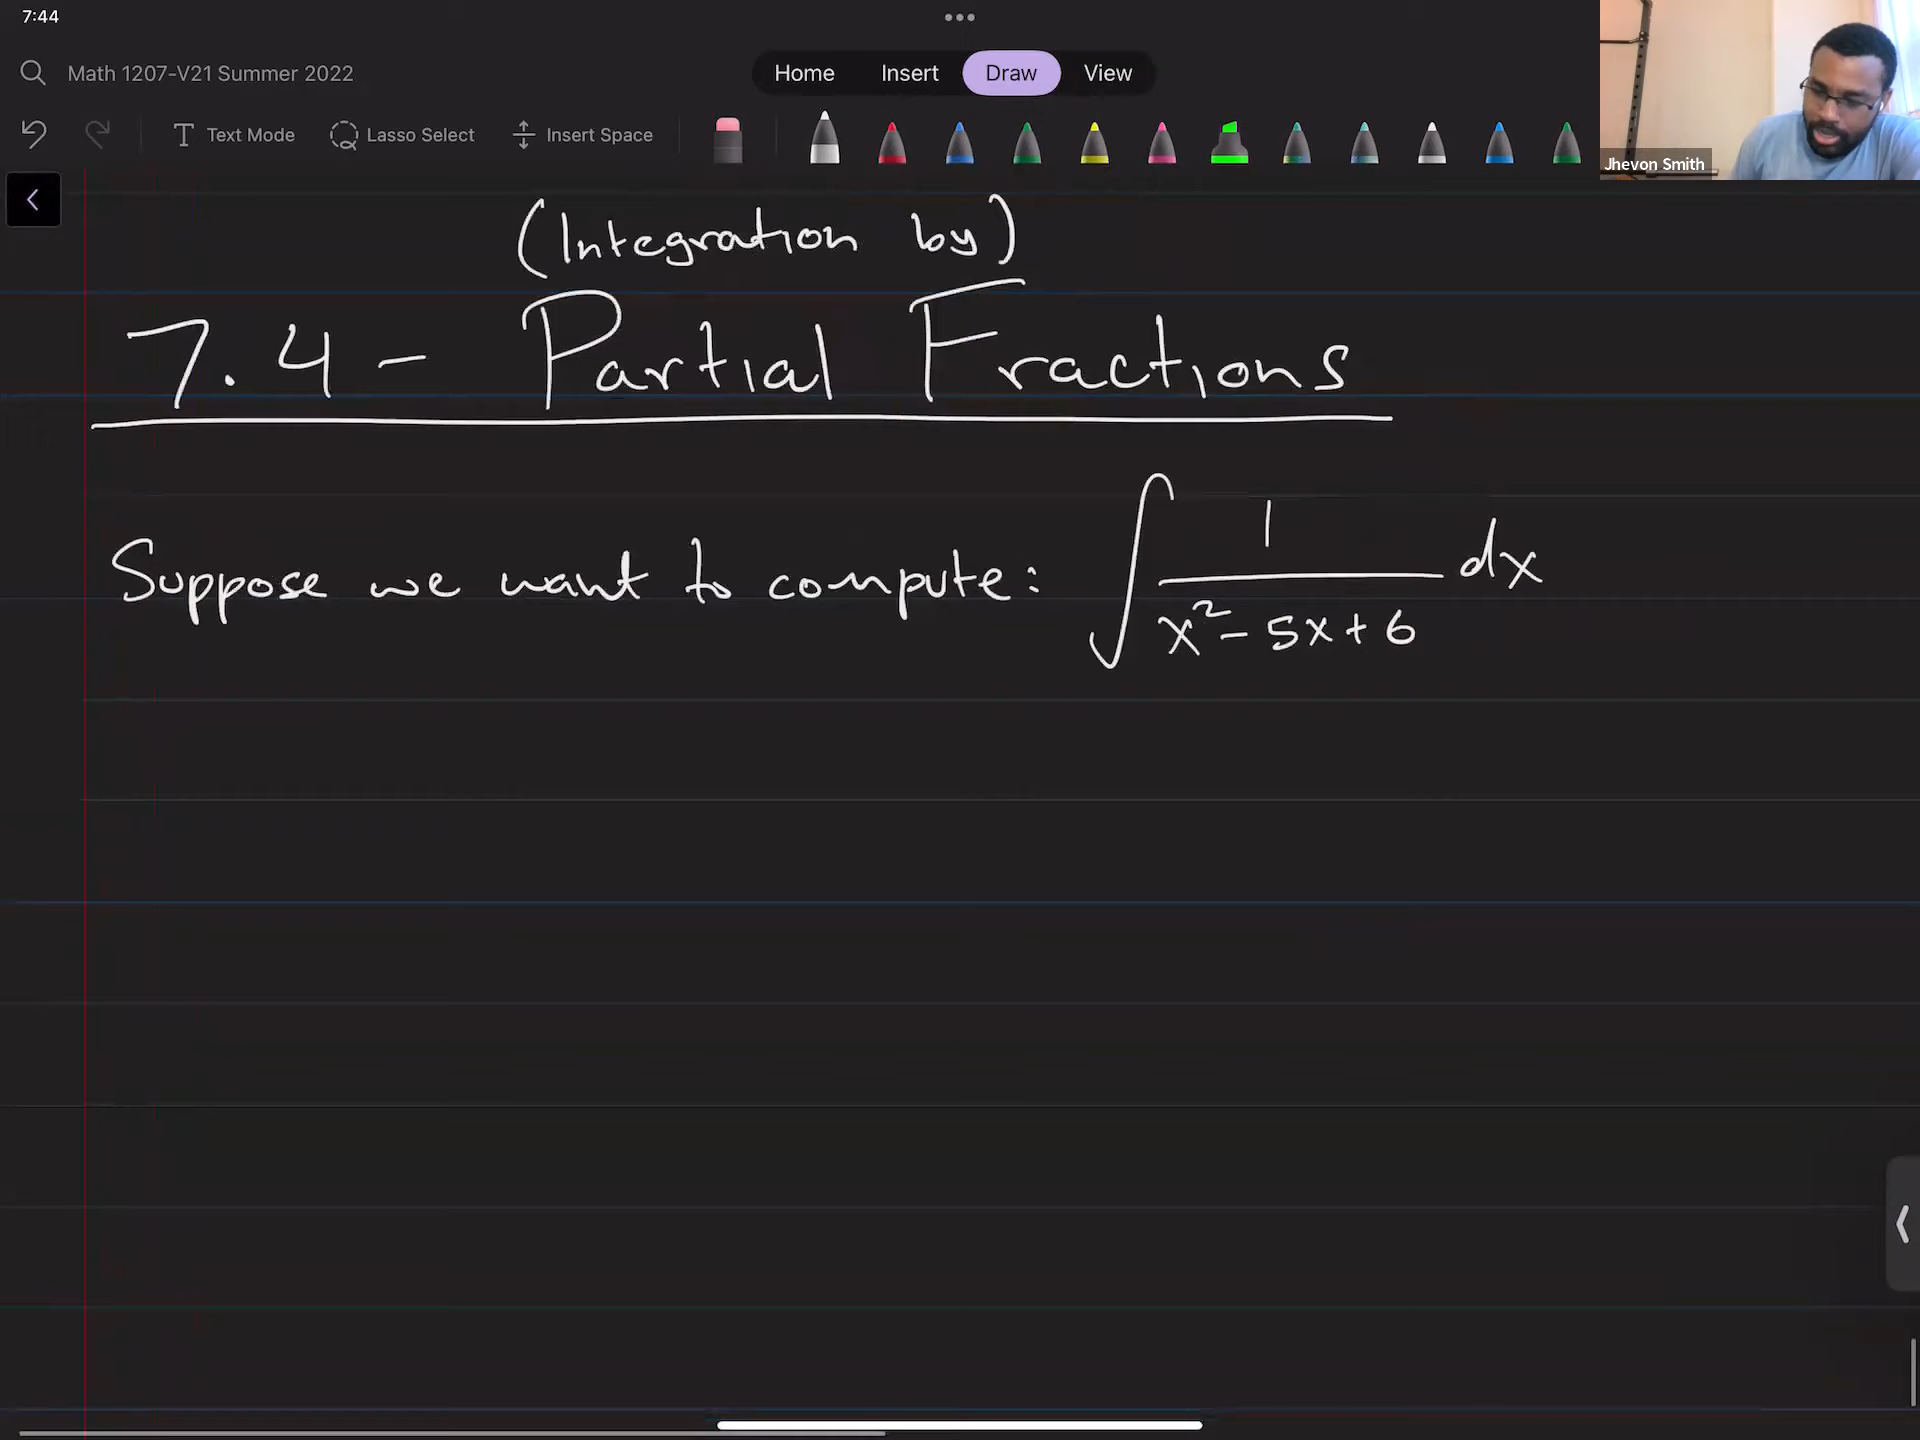 7:44
Math 1207-V21 Summer 2022
Home Insert Draw View
Text Mode Lasso Select Insert Space
Jhevon Smith
(Integration by)
7.4 - Partial Fractions
Suppose we want to compute: ∫ 1/(x² - 5x + 6) dx